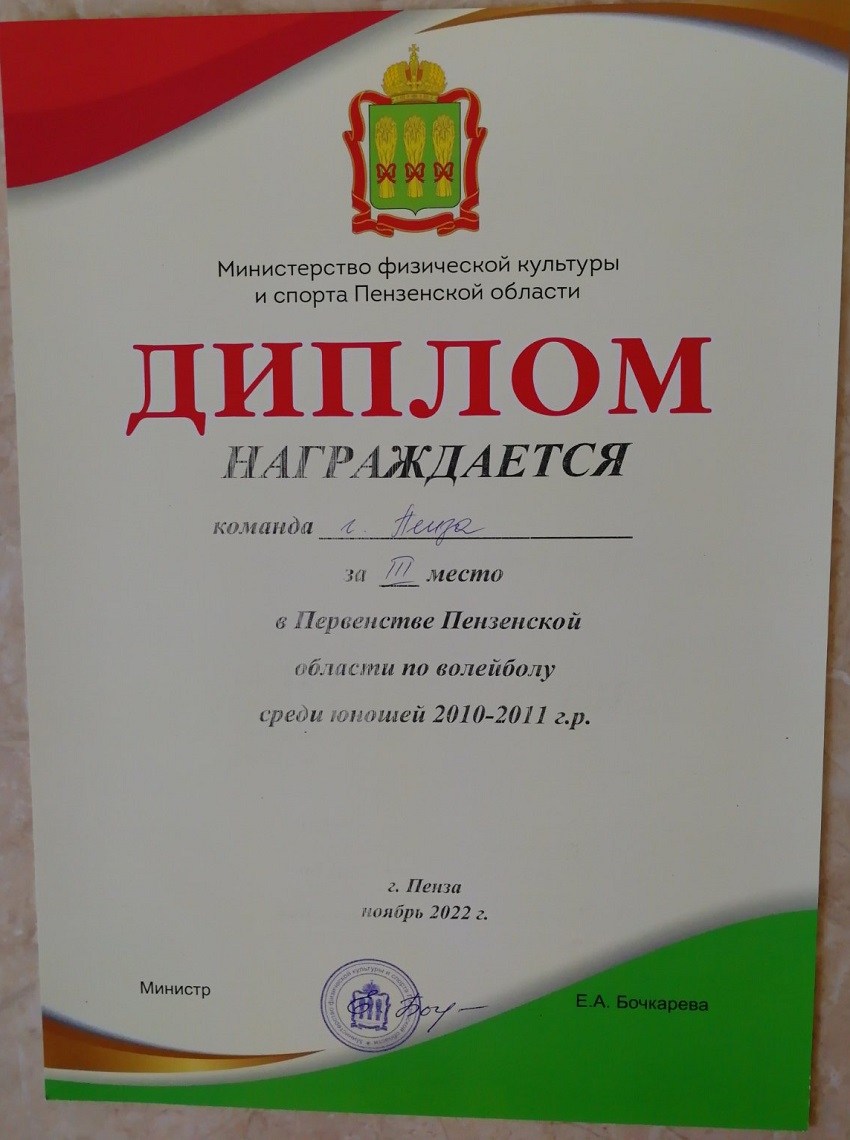 Министерство физической культуры
и спорта Пензенской области
ДИПЛОМ
НАГРАЖДАЕТСЯ
команда г. Пенза
за III место
в Первенстве Пензенской
области по волейболу
среди юношей 2010-2011 г.р.
г. Пенза
ноябрь 2022 г.
Министр
Е.А. Бочкарева